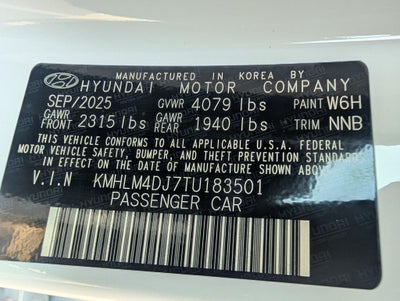 MANUFACTURED IN KOREA BY
HYUNDAI MOTOR COMPANY
SEP/2025 GVWR 4079 lbs PAINT W6H
GAWR FRONT 2315 lbs GAWR REAR 1940 lbs TRIM NNB
THIS VEHICLE CONFORMS TO ALL APPLICABLE U.S.A. FEDERAL
MOTOR VEHICLE SAFETY, BUMPER, AND THEFT PREVENTION STANDARDS
IN EFFECT ON THE DATE OF MANUFACTURE SHOWN ABOVE.
V.I.N KMHLM4DJ7TU183501
PASSENGER CAR